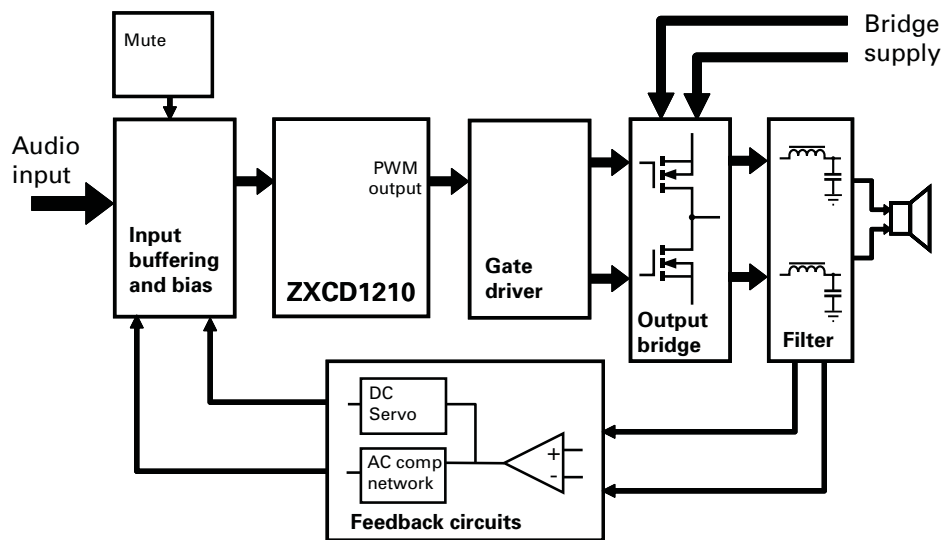 Mute
Bridge
supply
Audio
input
PWM
output
Input
buffering
and bias
ZXCD1210
Gate
driver
Output
bridge
Filter
DC
Servo
AC comp
network
+
-
Feedback circuits